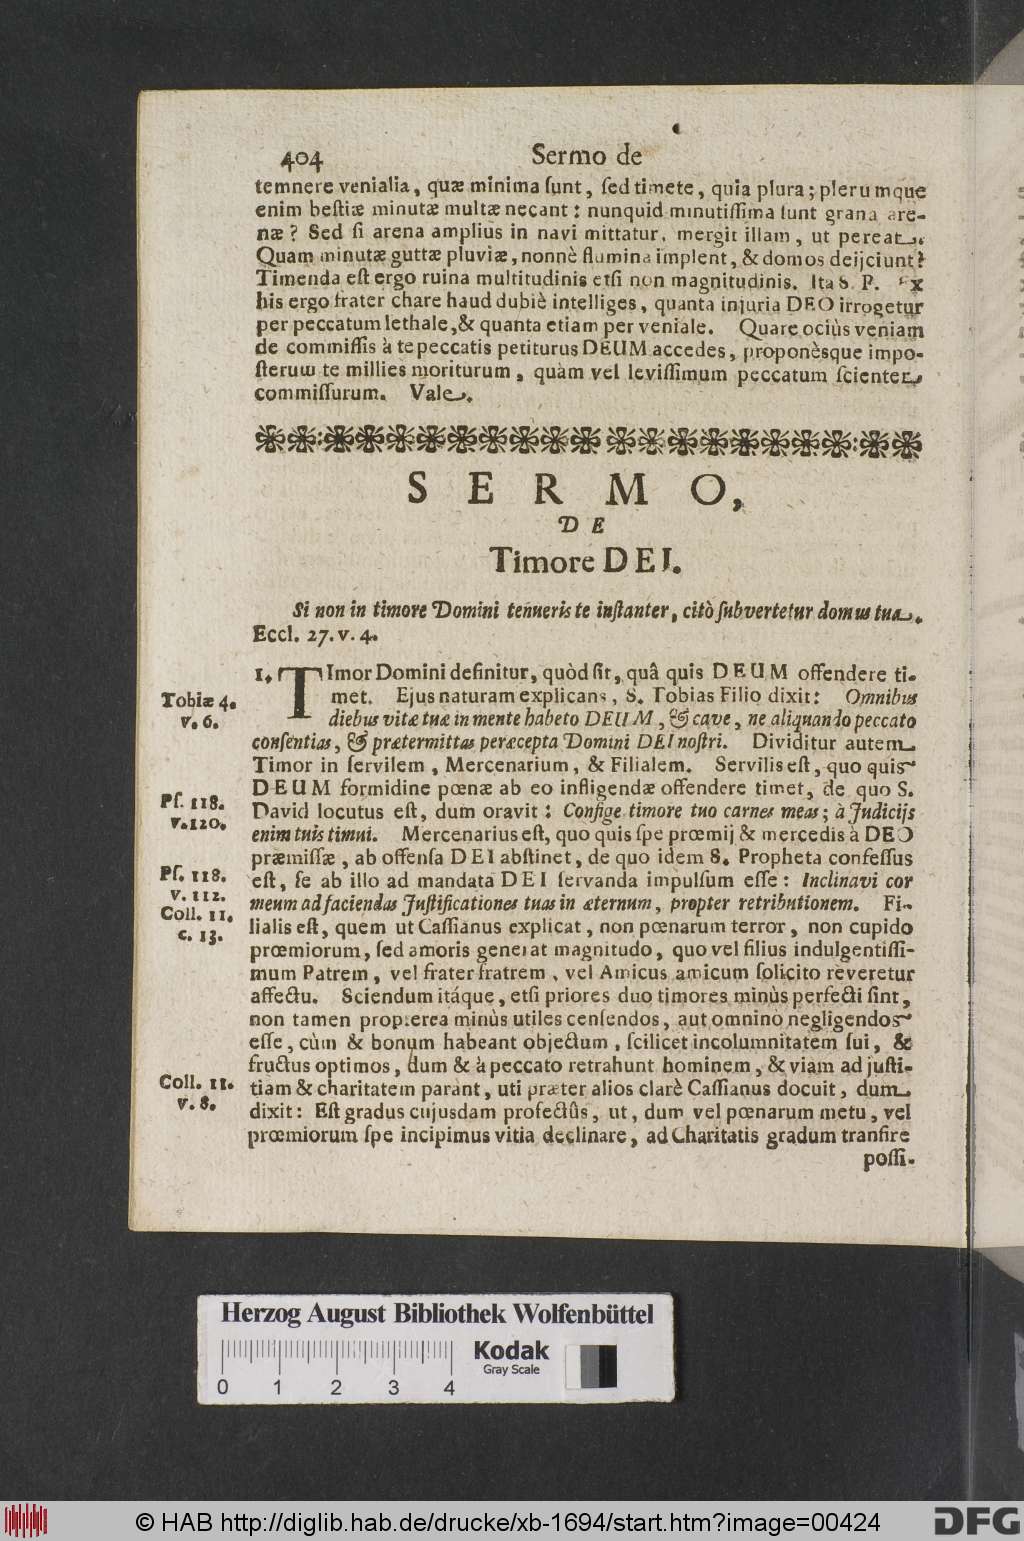 404 Sermo de
temnere venialia, quæ minima ſunt, ſed timete, quia plura; plerumque
enim beſtiæ minutæ multæ necant: nunquid minutiſſima ſunt grana are-
næ? Sed ſi arena amplius in navi mittatur, mergit illam, ut pereat.
Quam minutæ guttæ pluviæ, nonnè flumina implent, & domos deijciunt?
Timenda eſt ergo ruina multitudinis etſi non magnitudinis. Ita S. P. Ex
his ergo frater chare haud dubiè intelliges, quanta injuria DEO irrogetur
per peccatum lethale, & quanta etiam per veniale. Quare ociùs veniam
de commiſſis à te peccatis petiturus DEUM accedes, proponèsque impo-
ſterum te millies moriturum, quàm vel leviſſimum peccatum ſcienter
commiſſurum. Vale.
SERMO,
DE
Timore DEI.
Si non in timore Domini tenueris te inſtanter, citò ſubvertetur domus tua.
Eccl. 27. v. 4.
1. TImor Domini definitur, quòd ſit, quâ quis DEUM offendere ti-
met. Ejus naturam explicans, S. Tobias Filio dixit: Omnibus
Tobiæ 4.
v. 6.
diebus vitæ tuæ in mente habeto DEUM, & cave, ne aliquando peccato
conſentias, & prætermittas peræcepta Domini DEI noſtri. Dividitur autem
Timor in ſervilem, Mercenarium, & Filialem. Servilis eſt, quo quis
DEUM formidine pœnæ ab eo infligendæ offendere timet, de quo S.
Pſ. 118.
v. 120.
David locutus eſt, dum oravit: Confige timore tuo carnes meas; à Judicijs
enim tuis timui. Mercenarius eſt, quo quis ſpe prœmij & mercedis à DEO
præmiſſæ, ab offenſa DEI abſtinet, de quo idem S. Propheta confeſſus
Pſ. 118.
v. 112.
eſt, ſe ab illo ad mandata DEI ſervanda impulſum eſſe: Inclinavi cor
meum ad faciendas Juſtificationes tuas in æternum, propter retributionem. Fi-
Coll. 11.
c. 13.
lialis eſt, quem ut Caſſianus explicat, non pœnarum terror, non cupido
prœmiorum, ſed amoris generat magnitudo, quo vel filius indulgentiſſi-
mum Patrem, vel frater fratrem, vel Amicus amicum ſolicito reveretur
affectu. Sciendum itáque, etſi priores duo timores minùs perfecti ſint,
non tamen propterea minùs utiles cenſendos, aut omnino negligendos
eſſe, cùm & bonum habeant objectum, ſcilicet incolumnitatem ſui, &
fructus optimos, dum & à peccato retrahunt hominem, & viam ad juſti-
Coll. 11.
v. 8.
tiam & charitatem parant, uti præter alios clarè Caſſianus docuit, dum
dixit: Eſt gradus cujusdam profectûs, ut, dum vel pœnarum metu, vel
prœmiorum ſpe incipimus vitia declinare, ad Charitatis gradum tranſire
poſſi-
Herzog August Bibliothek Wolfenbüttel
Kodak
Gray Scale
0 1 2 3 4
© HAB http://diglib.hab.de/drucke/xb-1694/start.htm?image=00424
DFG